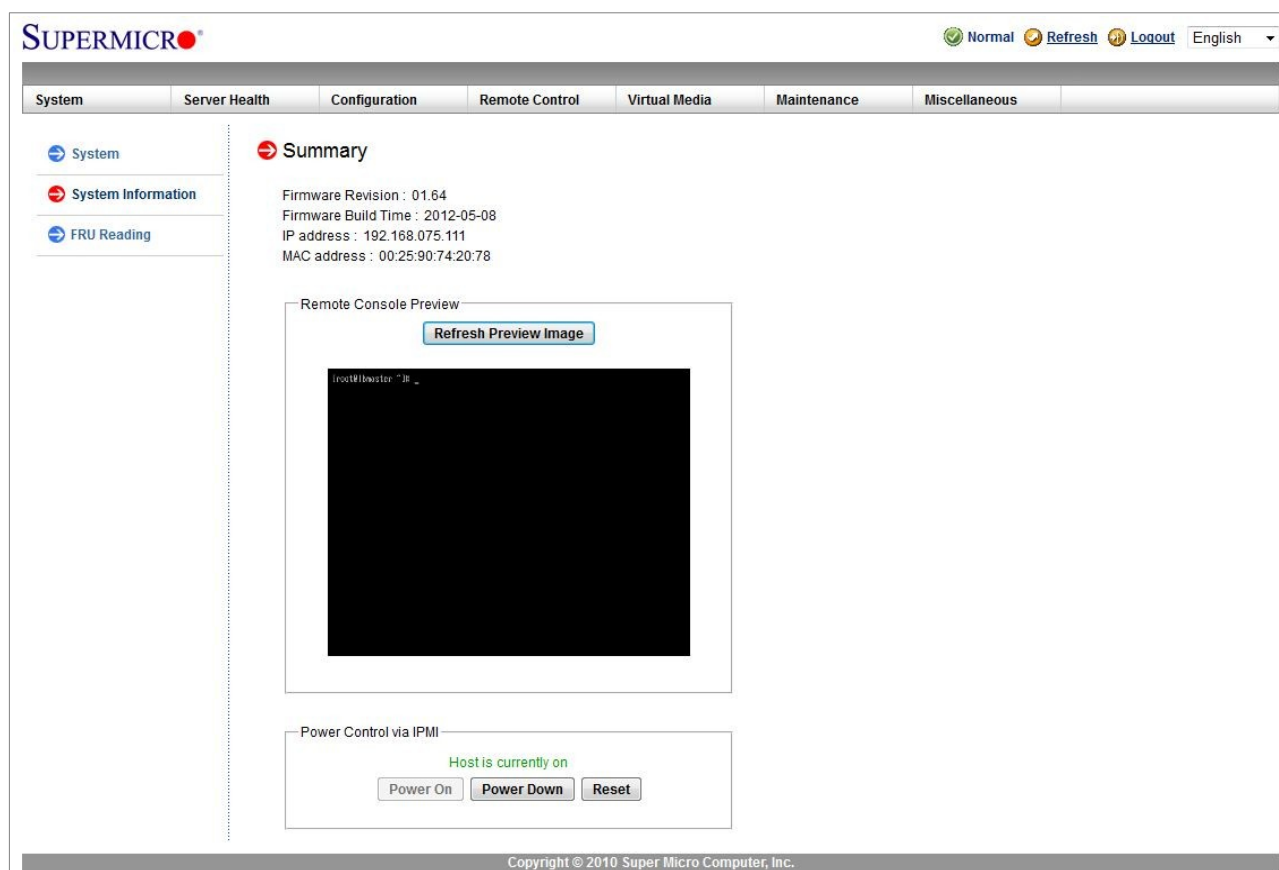 SUPERMICRO®
Normal Refresh Logout English
System Server Health Configuration Remote Control Virtual Media Maintenance Miscellaneous
System
System Information
FRU Reading
Summary
Firmware Revision : 01.64
Firmware Build Time : 2012-05-08
IP address : 192.168.075.111
MAC address : 00:25:90:74:20:78
Remote Console Preview
Refresh Preview Image
[root@lbmaster ~]# _
Power Control via IPMI
Host is currently on
Power On Power Down Reset
Copyright © 2010 Super Micro Computer, Inc.